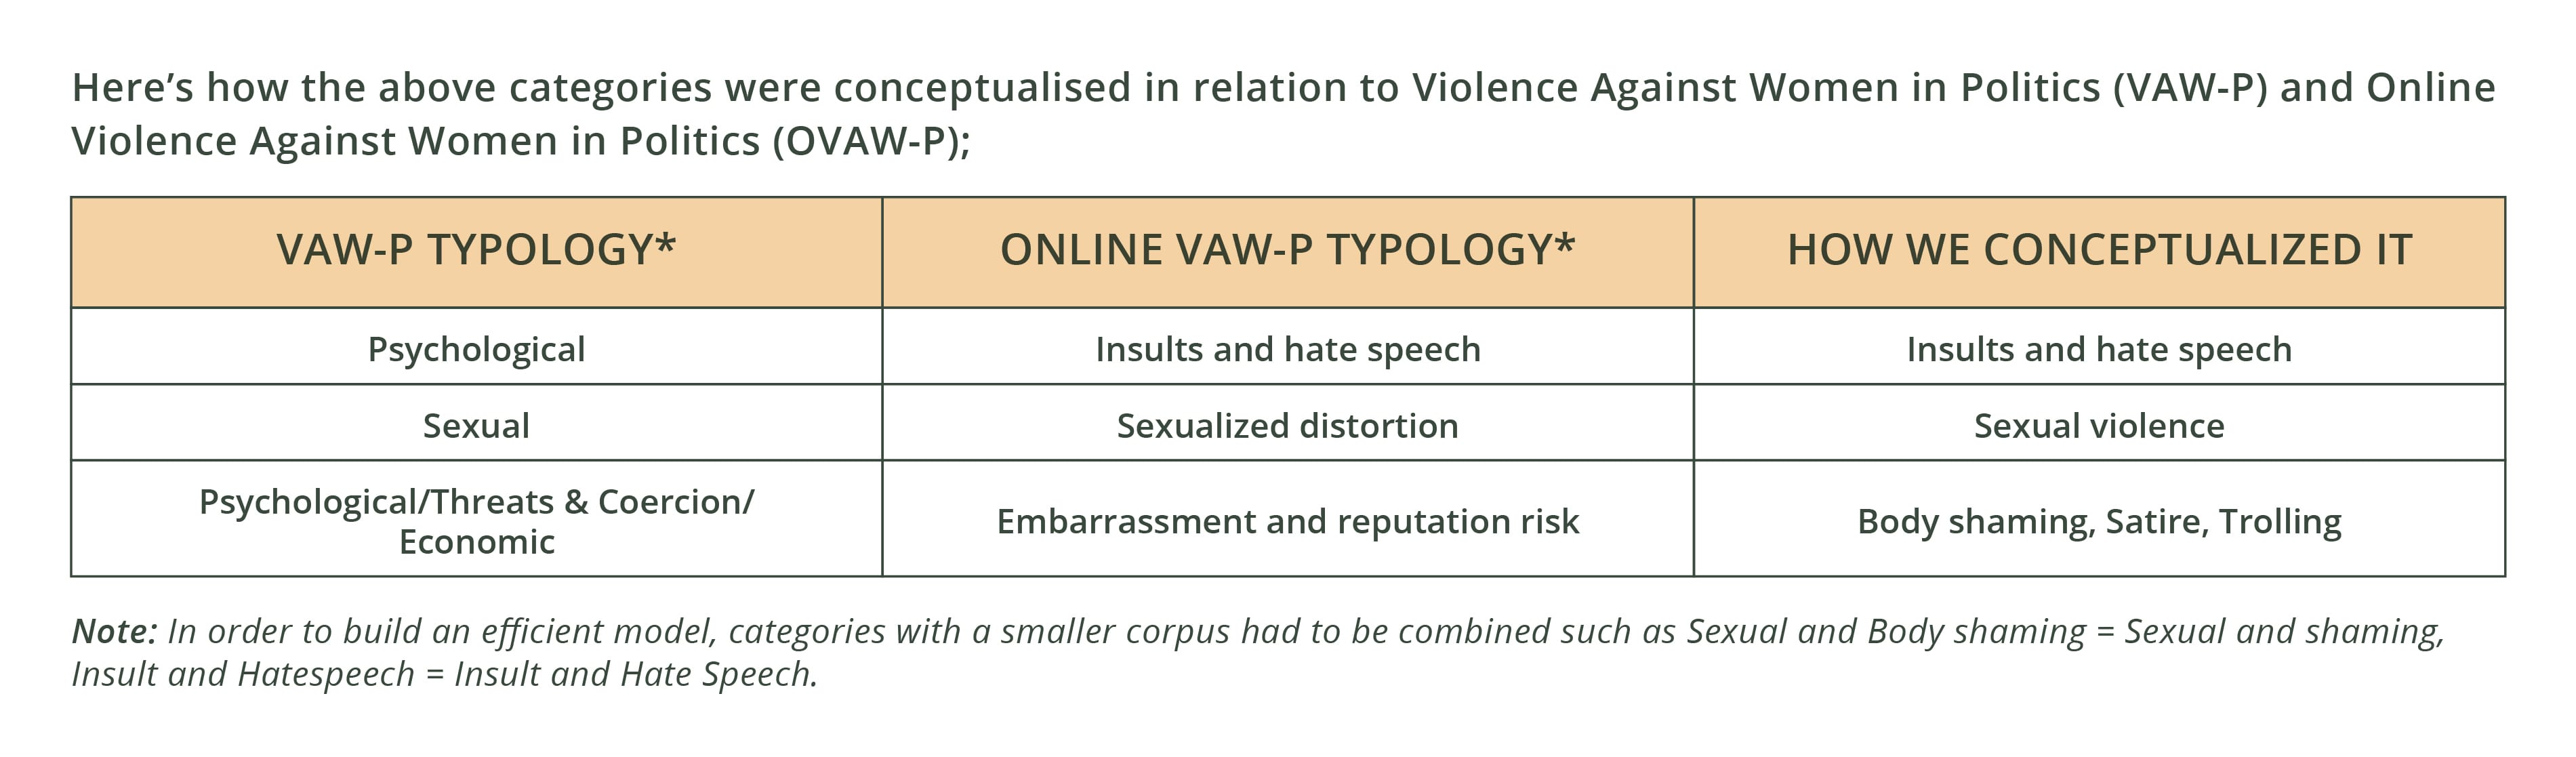 Here’s how the above categories were conceptualised in relation to Violence Against Women in Politics (VAW-P) and Online
Violence Against Women in Politics (OVAW-P);
VAW-P TYPOLOGY*
ONLINE VAW-P TYPOLOGY*
HOW WE CONCEPTUALIZED IT
Psychological
Insults and hate speech
Insults and hate speech
Sexual
Sexualized distortion
Sexual violence
Psychological/Threats & Coercion/
Economic
Embarrassment and reputation risk
Body shaming, Satire, Trolling
Note: In order to build an efficient model, categories with a smaller corpus had to be combined such as Sexual and Body shaming = Sexual and shaming,
Insult and Hatespeech = Insult and Hate Speech.